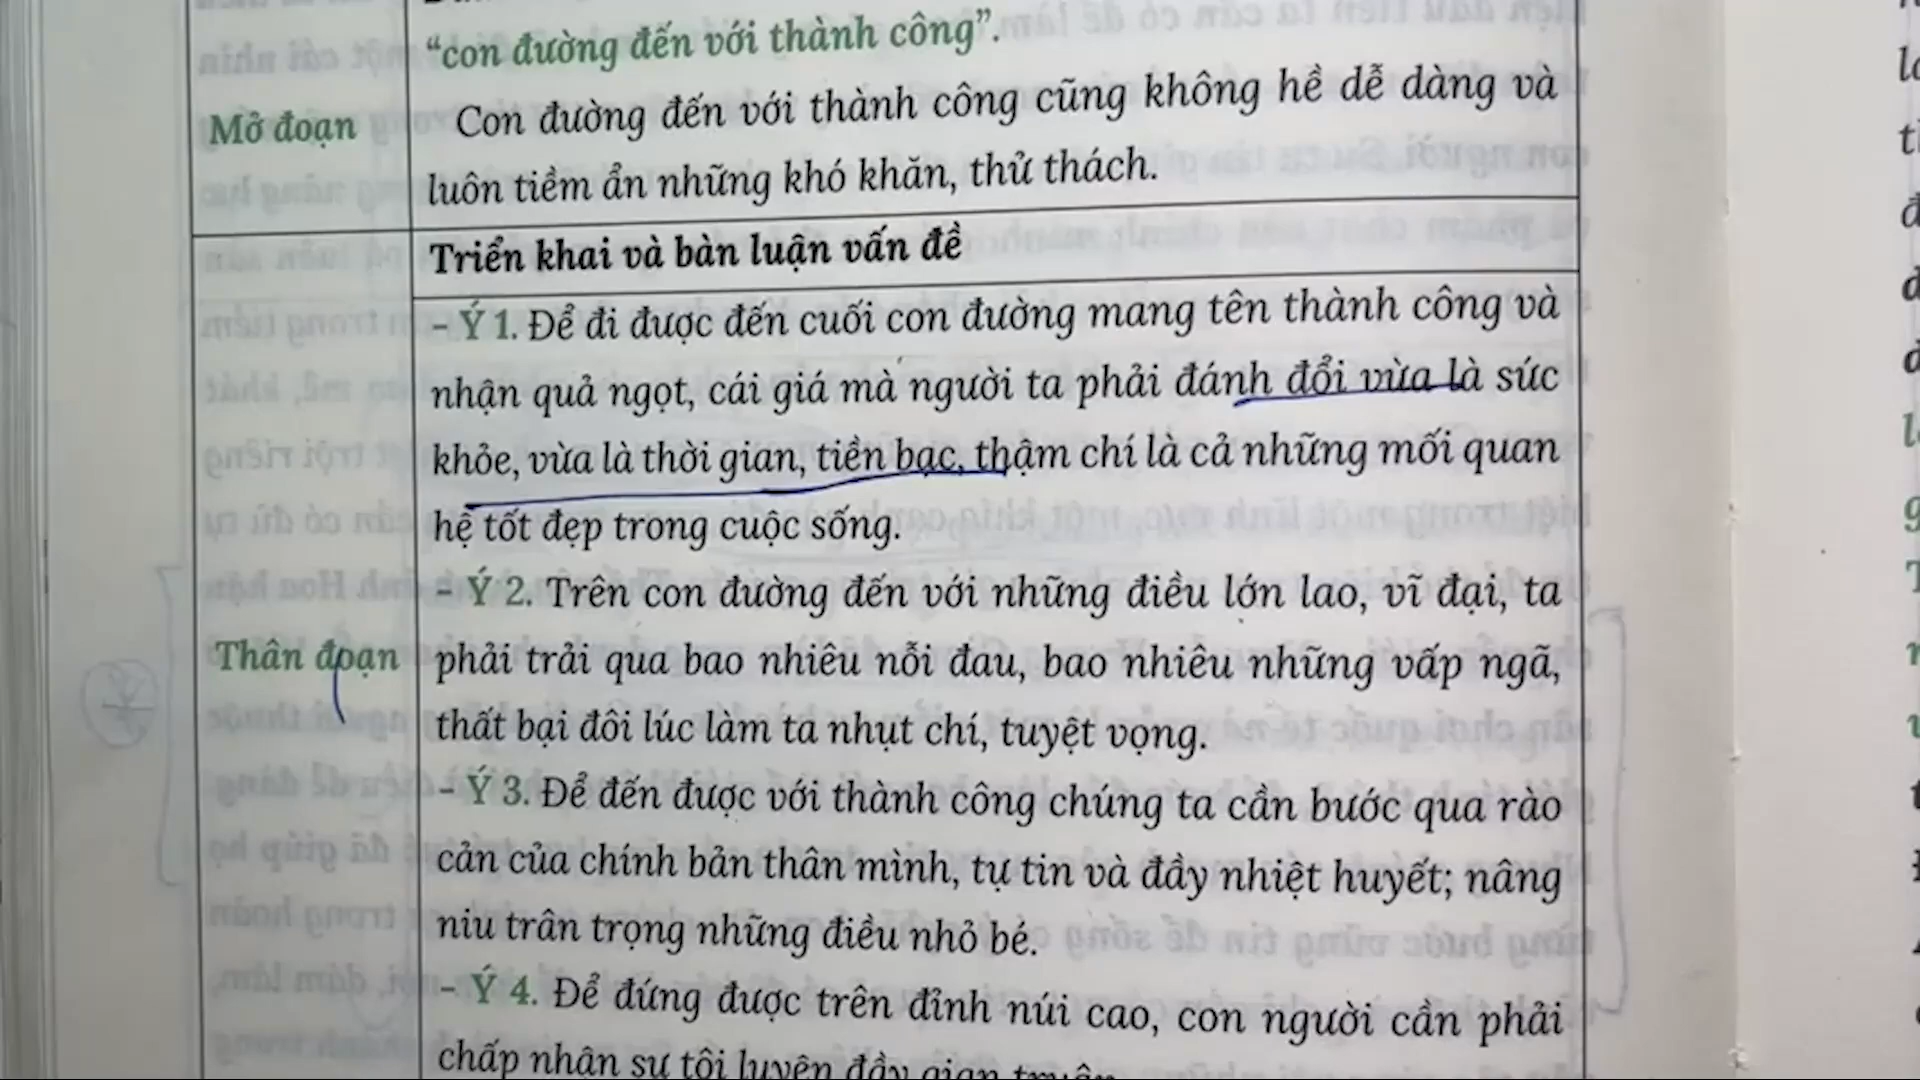 “con đường đến với thành công”.
Mở đoạn
Con đường đến với thành công cũng không hề dễ dàng và
luôn tiềm ẩn những khó khăn, thử thách.
Triển khai và bàn luận vấn đề
Thân đoạn
- Ý 1. Để đi được đến cuối con đường mang tên thành công và
nhận quả ngọt, cái giá mà người ta phải đánh đổi vừa là sức
khỏe, vừa là thời gian, tiền bạc, thậm chí là cả những mối quan
hệ tốt đẹp trong cuộc sống.
- Ý 2. Trên con đường đến với những điều lớn lao, vĩ đại, ta
phải trải qua bao nhiêu nỗi đau, bao nhiêu những vấp ngã,
thất bại đôi lúc làm ta nhụt chí, tuyệt vọng.
- Ý 3. Để đến được với thành công chúng ta cần bước qua rào
cản của chính bản thân mình, tự tin và đầy nhiệt huyết; nâng
niu trân trọng những điều nhỏ bé.
- Ý 4. Để đứng được trên đỉnh núi cao, con người cần phải
chấp nhận sự tôi luyện đầy gian truân